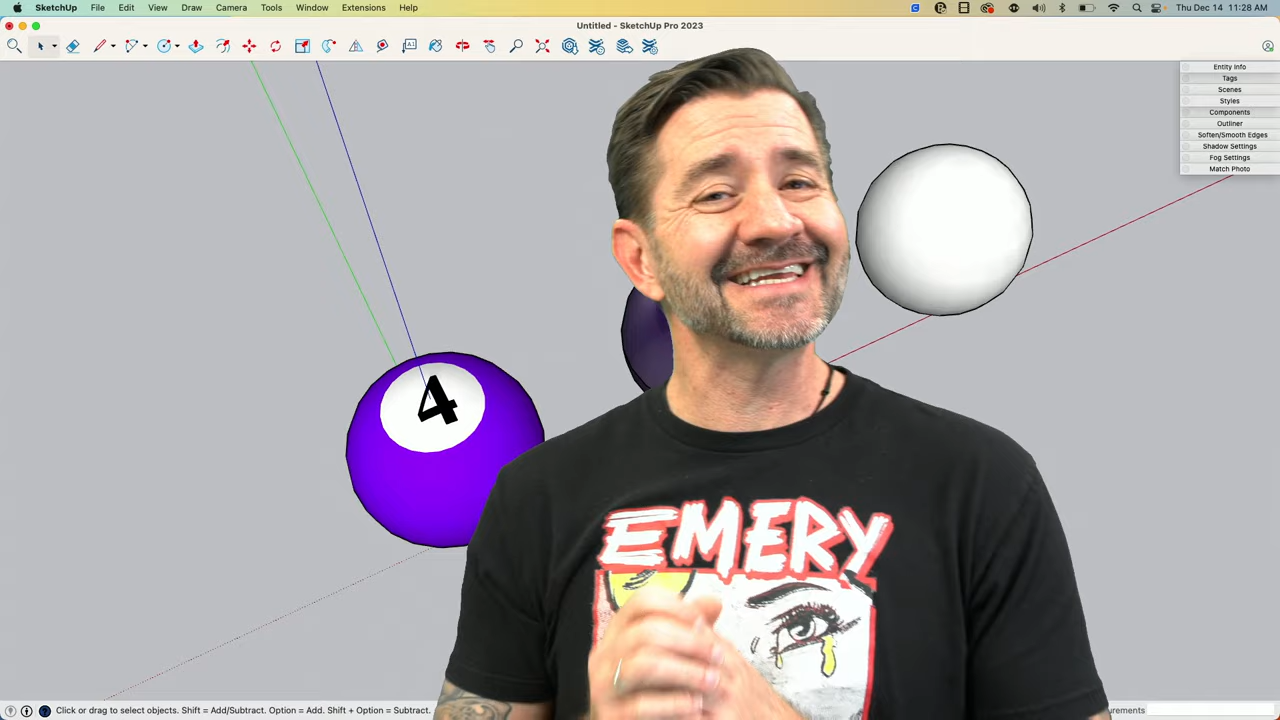 SketchUp File Edit View Draw Camera Tools Window Extensions Help Thu Dec 14 11:28 AM
Untitled - SketchUp Pro 2023
A1
Entity Info
Tags
Scenes
Styles
Components
Outliner
Soften/Smooth Edges
Shadow Settings
Fog Settings
Match Photo
4
EMERY
Click or drag to select objects. Shift = Add/Subtract. Option = Add. Shift + Option = Subtract.
urements